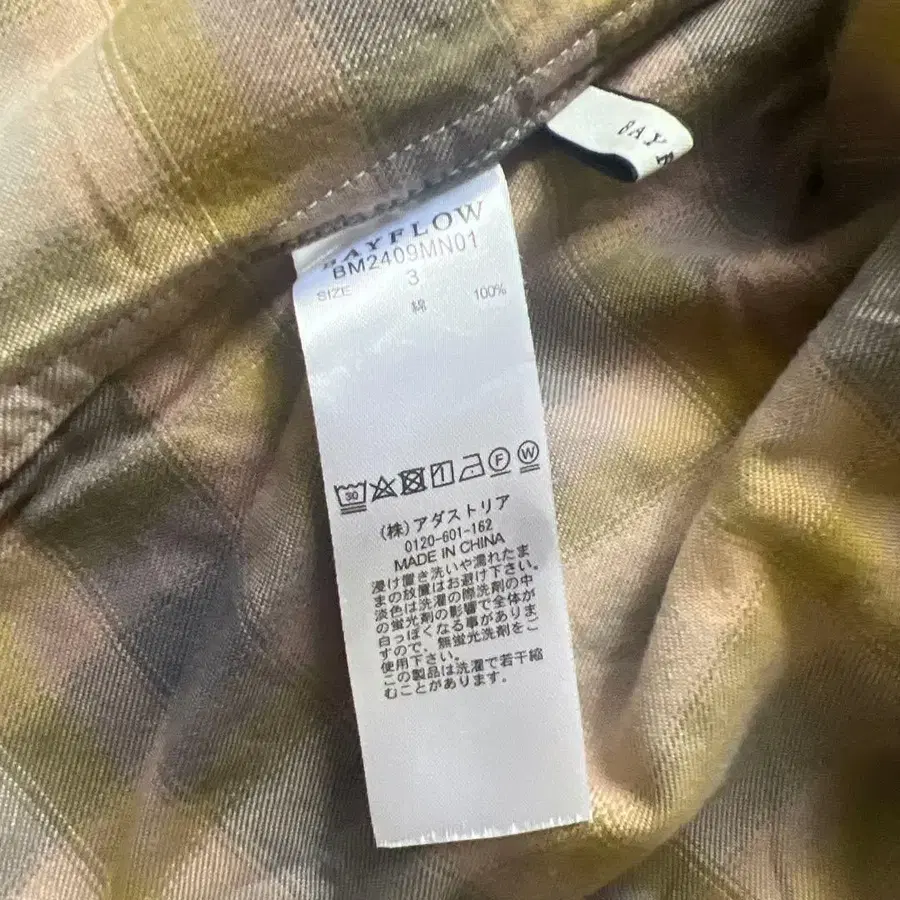 BAY
BAYFLOW
BM2409MN01
SIZE 3
綿 100%
30 F W
(株)アダストリア
0120-601-162
MADE IN CHINA
浸け置き洗いや濡れたま
まの放置はお避け下さい。
淡色は洗濯の際洗剤の中
の蛍光剤の影響で全体が
白っぽくなる事がありま
すので、無蛍光洗剤をご
使用下さい。
この製品は洗濯で若干縮
むことがあります。